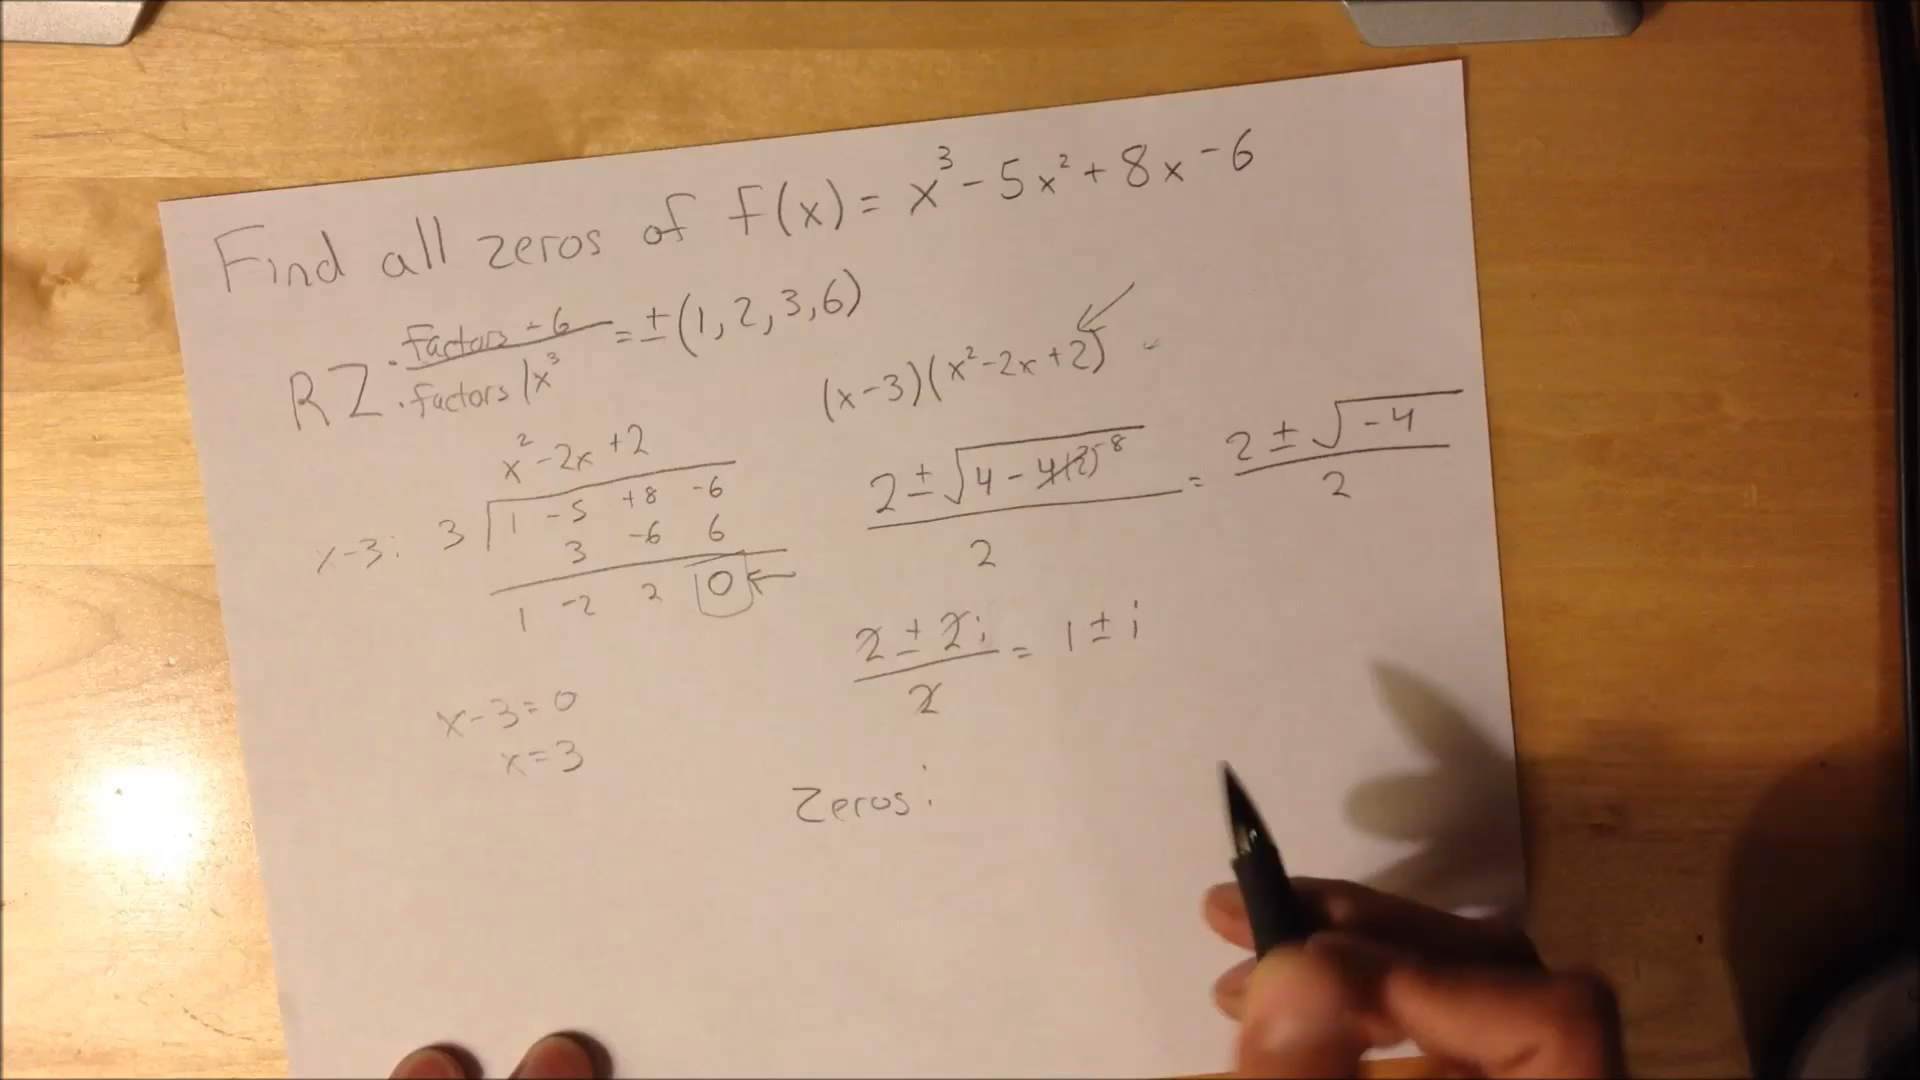 Find all zeros of f(x) = x³ - 5x² + 8x - 6
RZ: factors - 6 / factors 1x³ = ± (1, 2, 3, 6)
(x-3)(x²-2x+2)
x² - 2x + 2
x-3: 3 1 -5 +8 -6
3 -6 6
1 -2 2 0
2 ± √4 - 4(2) -8 / 2 = 2 ± √-4 / 2
2 ± 2i / 2 = 1 ± i
x-3=0
x=3
Zeros: